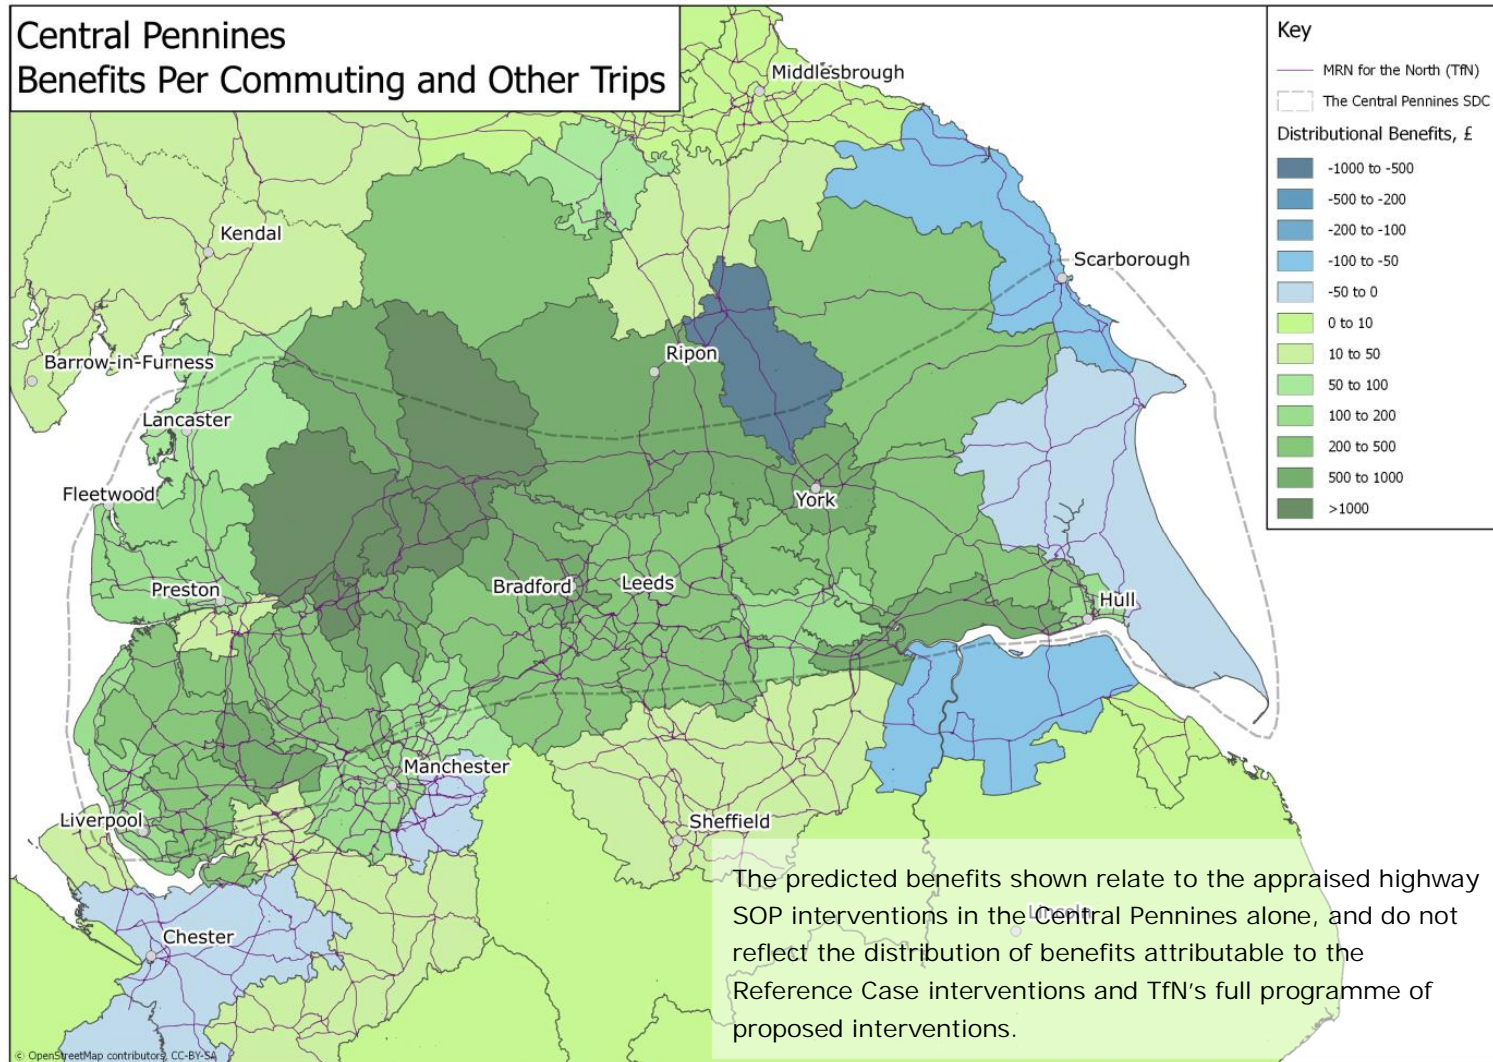 Central Pennines
Benefits Per Commuting and Other Trips
Key
MRN for the North (TfN)
The Central Pennines SDC
Distributional Benefits, £
-1000 to -500
-500 to -200
-200 to -100
-100 to -50
-50 to 0
0 to 10
10 to 50
50 to 100
100 to 200
200 to 500
500 to 1000
>1000
Middlesbrough
Kendal
Scarborough
Barrow-in-Furness
Ripon
Lancaster
Fleetwood
York
Preston
Bradford
Leeds
Hull
Manchester
Liverpool
Sheffield
Chester
Lincoln
The predicted benefits shown relate to the appraised highway
SOP interventions in the Central Pennines alone, and do not
reflect the distribution of benefits attributable to the
Reference Case interventions and TfN's full programme of
proposed interventions.
© OpenStreetMap contributors, CC-BY-SA